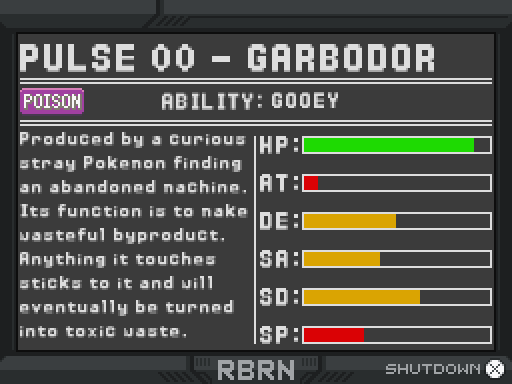 PULSE 00 - GARBODOR
POISON
ABILITY: GOOEY
Produced by a curious
stray Pokemon finding
an abandoned machine.
Its function is to make
wasteful byproduct.
Anything it touches
sticks to it and will
eventually be turned
into toxic waste.
HP:
AT:
DE:
SA:
SD:
SP:
RBRN
SHUTDOWN